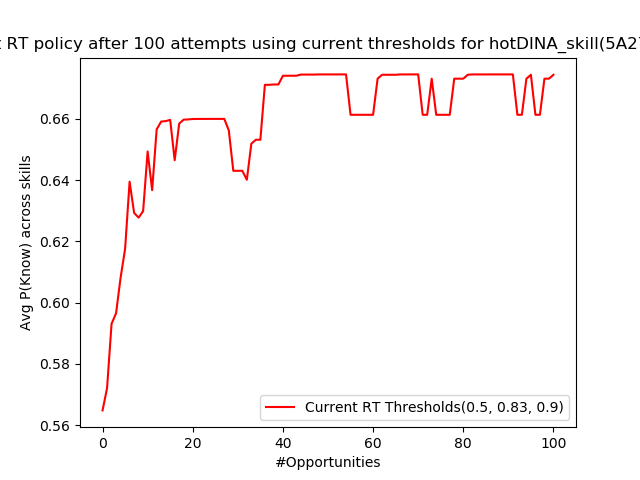 RT policy after 100 attempts using current thresholds for hotDINA_skill(5A27
Avg P(Know) across skills
0.66
0.64
0.62
0.60
0.58
0.56
0 20 40 60 80 100
#Opportunities
Current RT Thresholds(0.5, 0.83, 0.9)